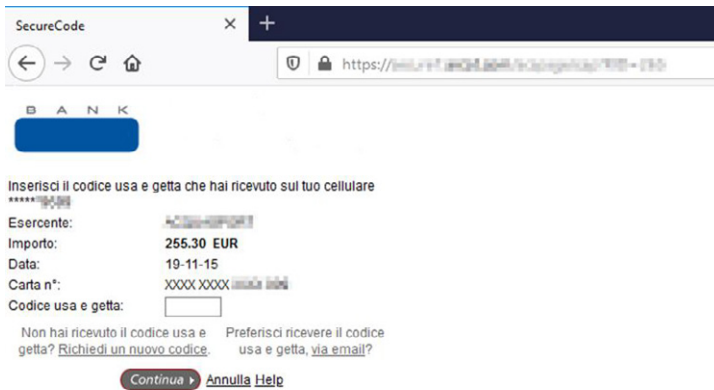 SecureCode
https://
BANK
Inserisci il codice usa e getta che hai ricevuto sul tuo cellulare
*****
Esercente:
Importo: 255.30 EUR
Data: 19-11-15
Carta n°: XXXX XXXX
Codice usa e getta:
Non hai ricevuto il codice usa e
getta? Richiedi un nuovo codice.
Preferisci ricevere il codice
usa e getta, via email?
Continua Annulla Help